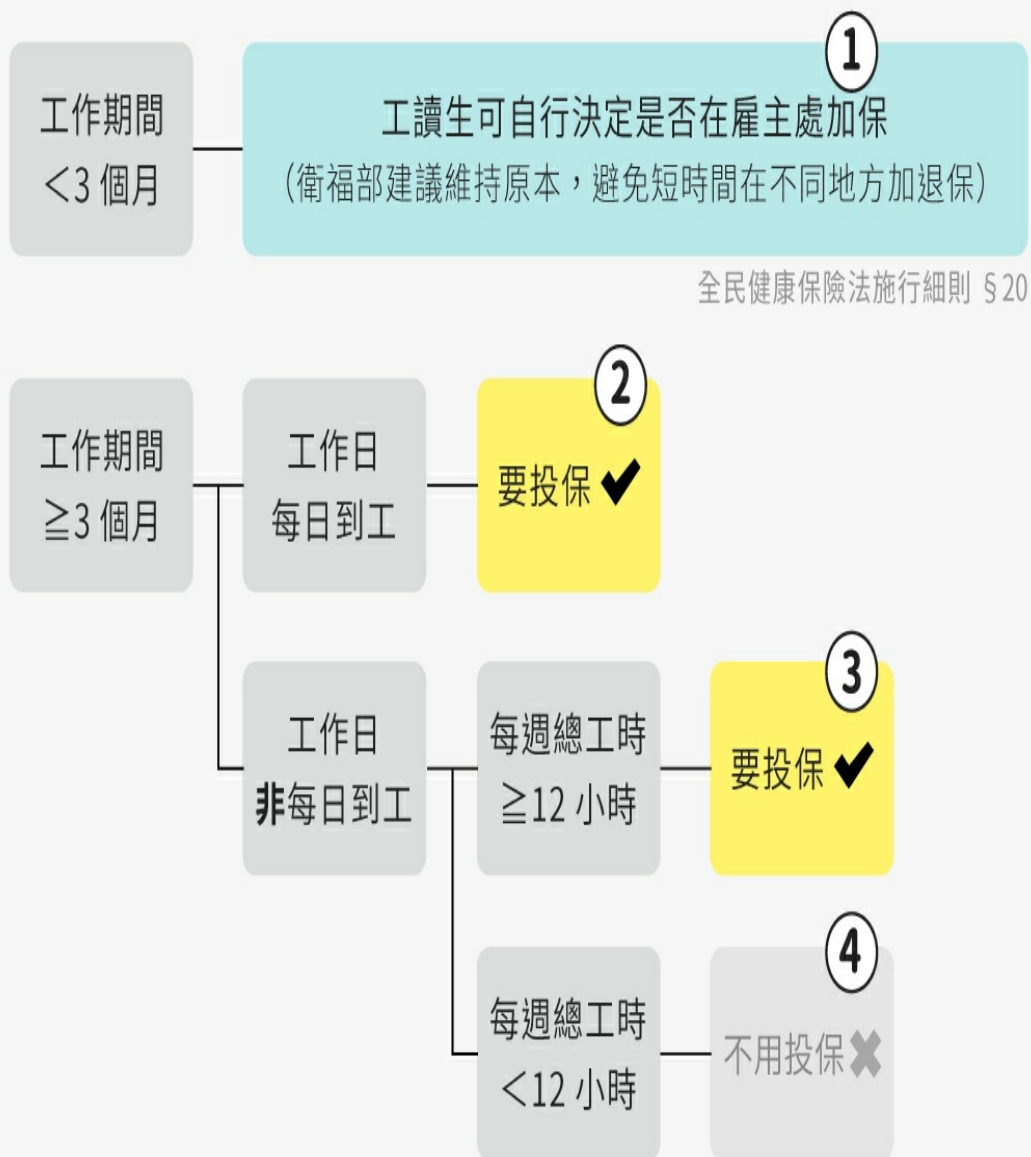 ①
工作期間
＜3 個月
工讀生可自行決定是否在雇主處加保
（衛福部建議維持原本，避免短時間在不同地方加退保）
全民健康保險法施行細則 §20
工作期間
≧3 個月
工作日
每日到工
②
要投保 ✔
工作日
非每日到工
每週總工時
≧12 小時
③
要投保 ✔
每週總工時
＜12 小時
④
不用投保 ✖